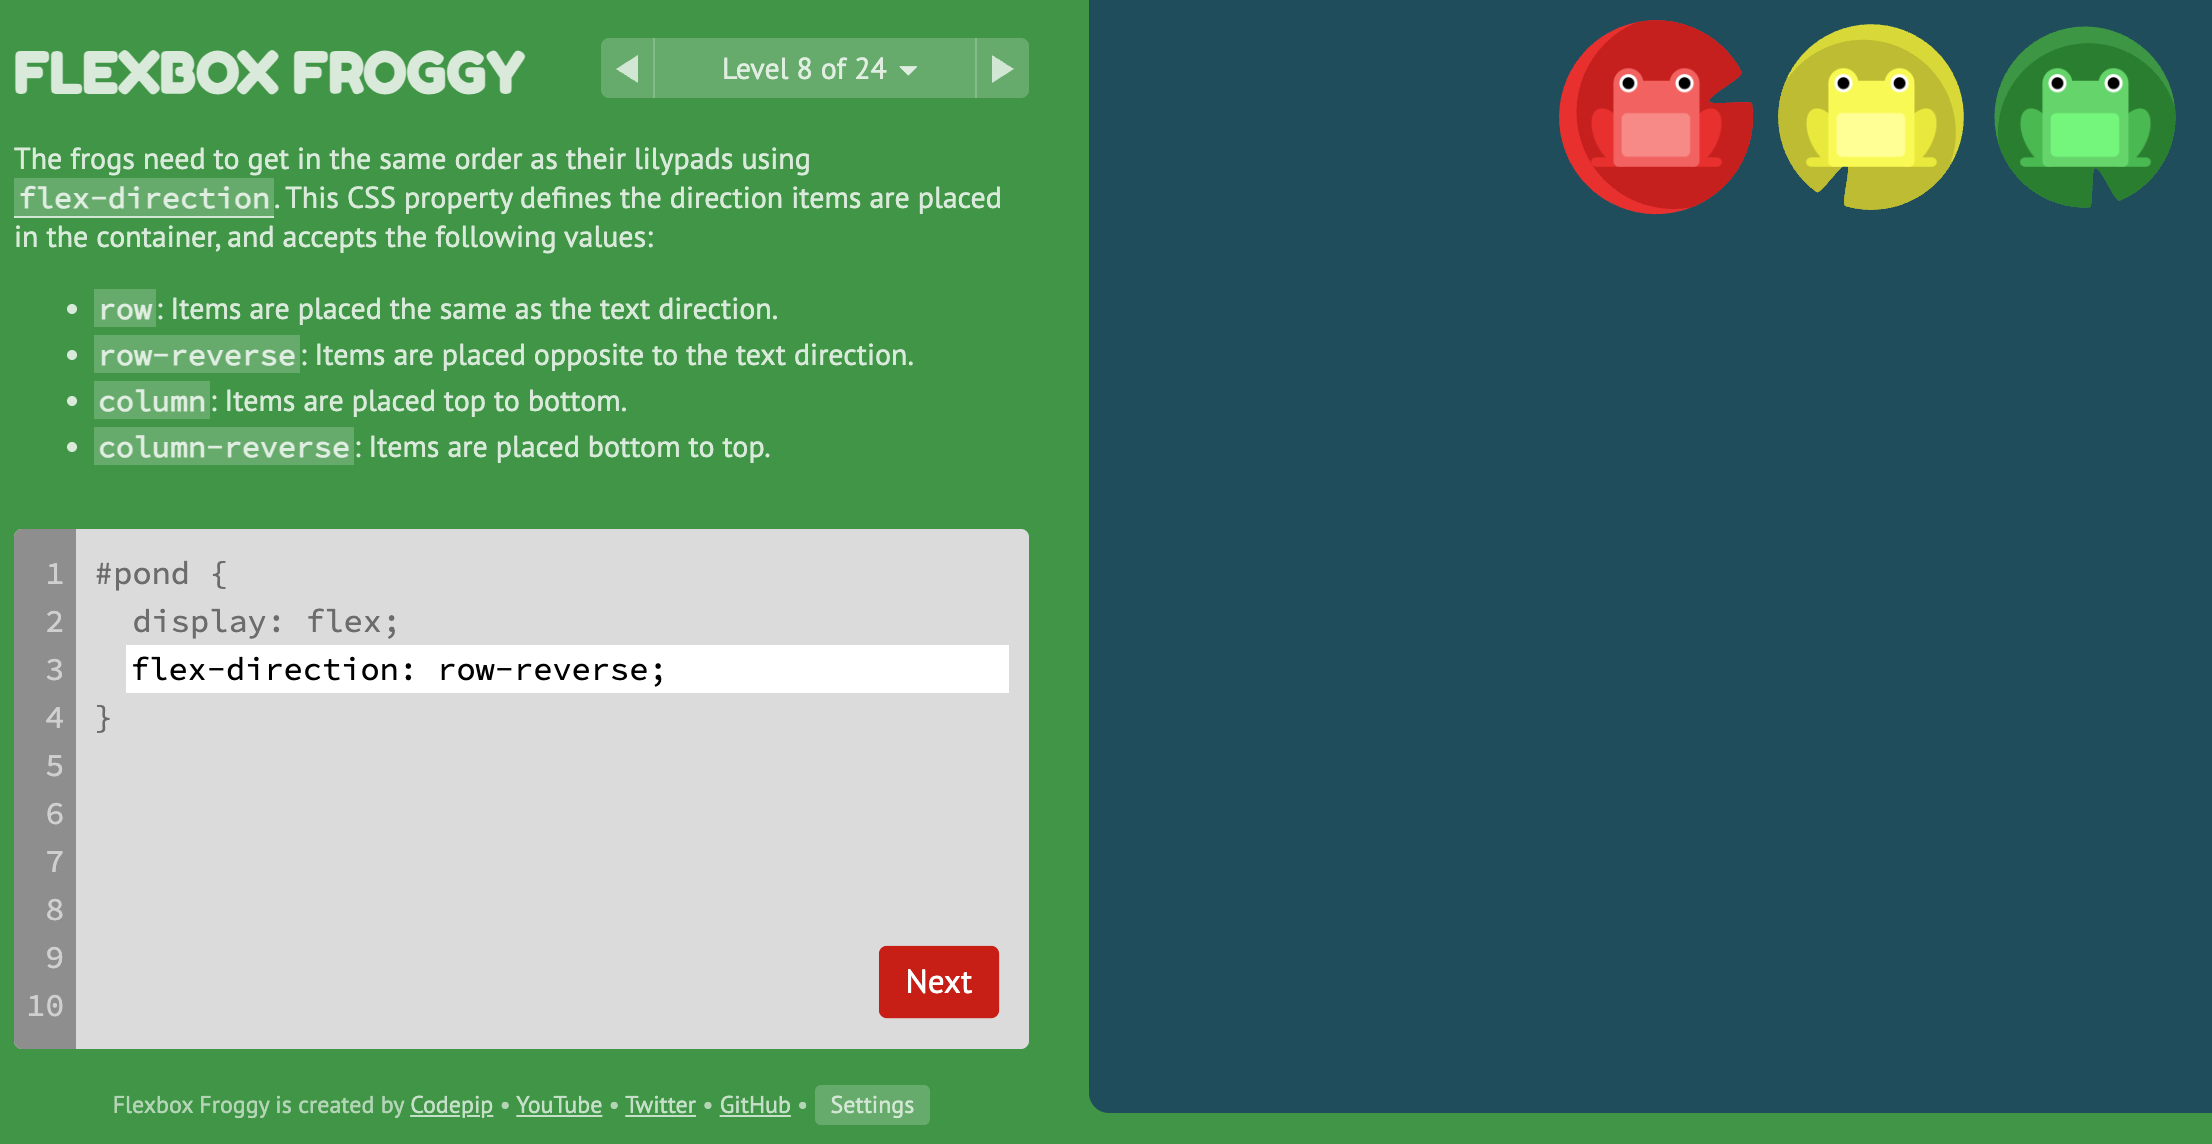 FLEXBOX FROGGY
Level 8 of 24
The frogs need to get in the same order as their lilypads using
flex-direction. This CSS property defines the direction items are placed
in the container, and accepts the following values:
• row: Items are placed the same as the text direction.
• row-reverse: Items are placed opposite to the text direction.
• column: Items are placed top to bottom.
• column-reverse: Items are placed bottom to top.
1 #pond {
2 display: flex;
3 flex-direction: row-reverse;
4 }
5
6
7
8
9
10
Next
Flexbox Froggy is created by Codepip • YouTube • Twitter • GitHub • Settings